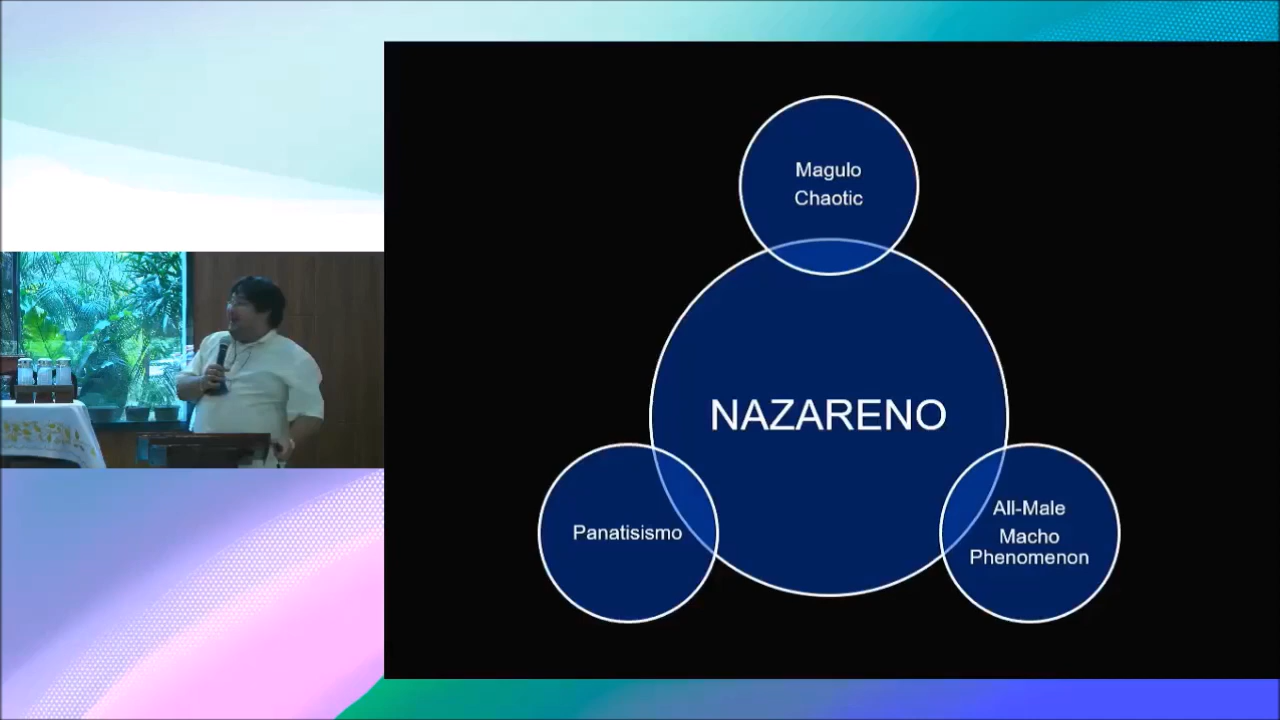 Magulo
Chaotic
NAZARENO
Panatisismo
All-Male
Macho
Phenomenon